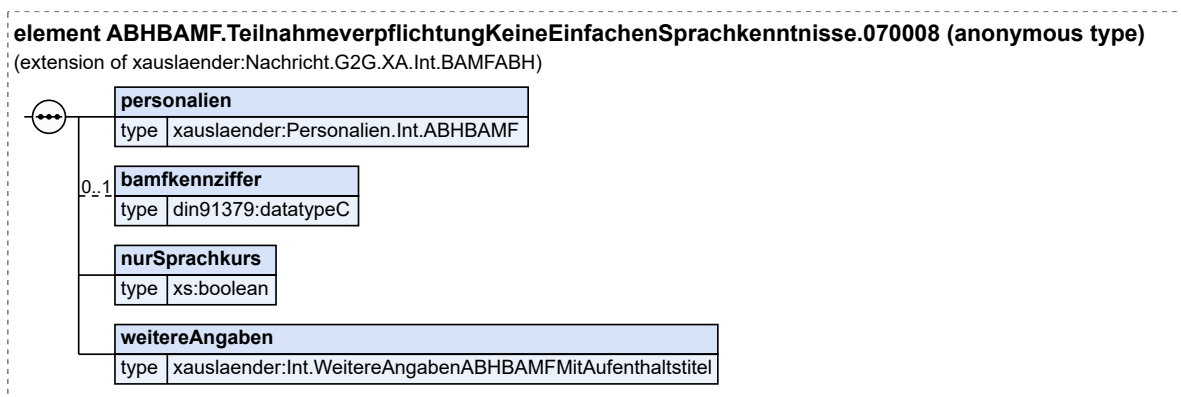 element ABHBAMF.TeilnahmeverpflichtungKeineEinfachenSprachkenntnisse.070008 (anonymous type)
(extension of xauslaender:Nachricht.G2G.XA.Int.BAMFABH)
personalien
type xauslaender:Personalien.Int.ABHBAMF
0..1 bamfkennziffer
type din91379:datatypeC
nurSprachkurs
type xs:boolean
weitereAngaben
type xauslaender:Int.WeitereAngabenABHBAMFMitAufenthaltstitel